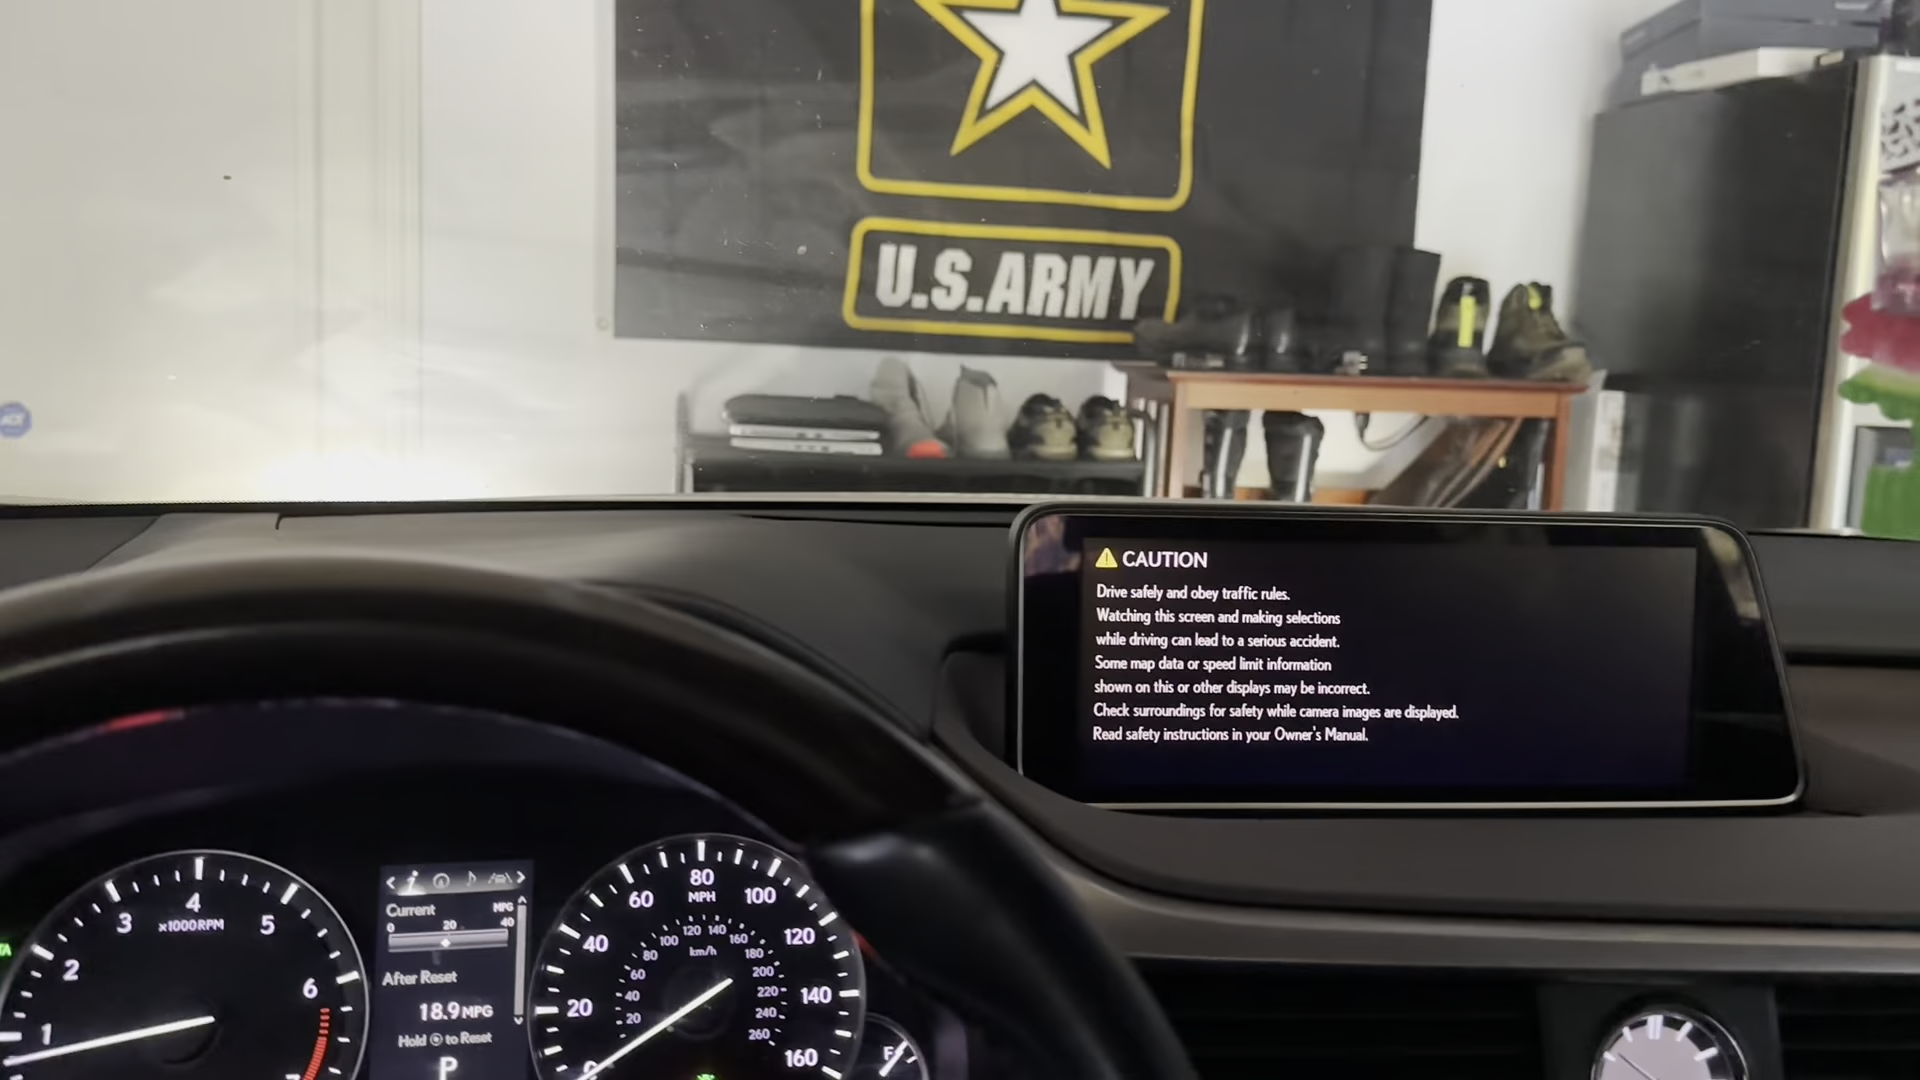 U.S.ARMY
CAUTION
Drive safely and obey traffic rules.
Watching this screen and making selections
while driving can lead to a serious accident.
Some map data or speed limit information
shown on this or other displays may be incorrect.
Check surroundings for safety while camera images are displayed.
Read safety instructions in your Owner's Manual.
1 2 3 4 5 6 7
x1000RPM
Current MPG
0 20 40
After Reset
18.9 MPG
Hold to Reset
P
0 20 40 60 80 100 120 140 160
MPH
20 40 60 80 100 120 140 160 180 200 220 240 260
km/h
F